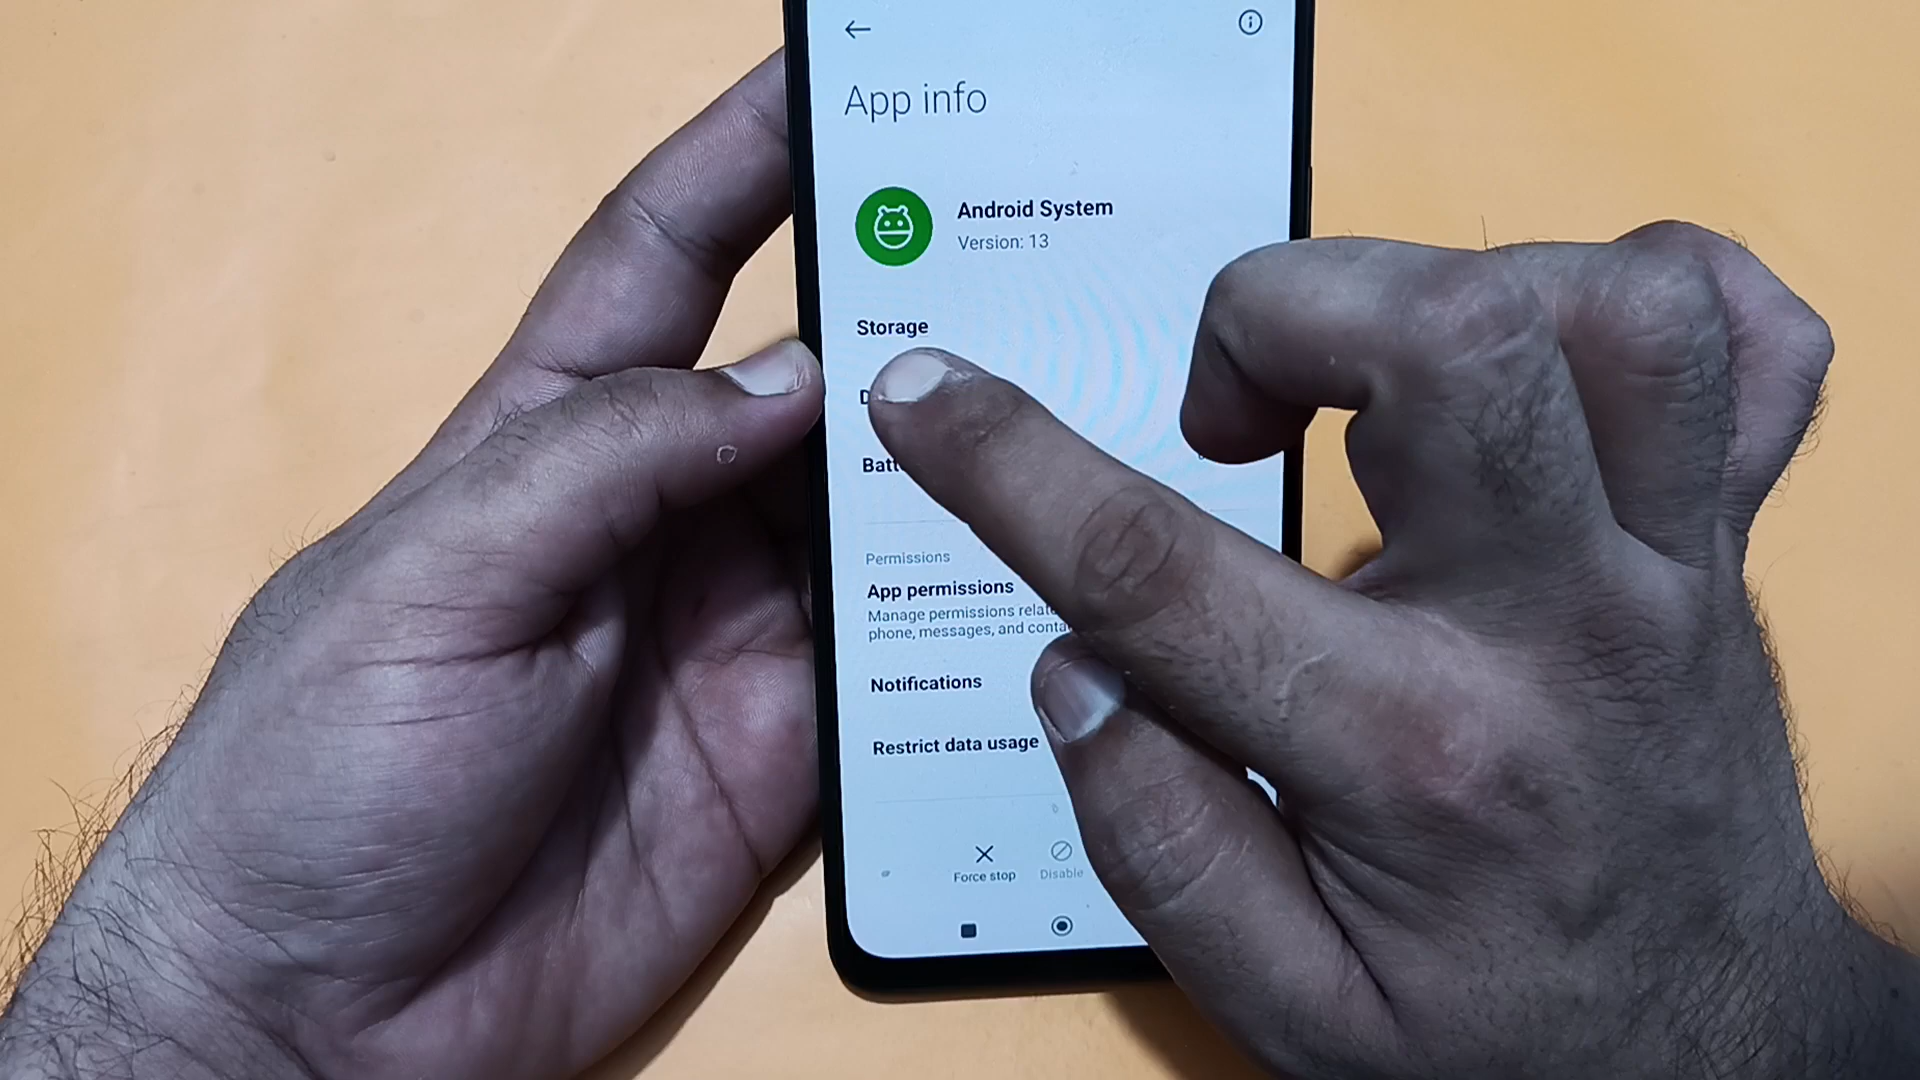 App info
Android System
Version: 13
Storage
Permissions
App permissions
Manage permissions
phone, messages, and
Notifications
Restrict data usage
Force stop
Disable